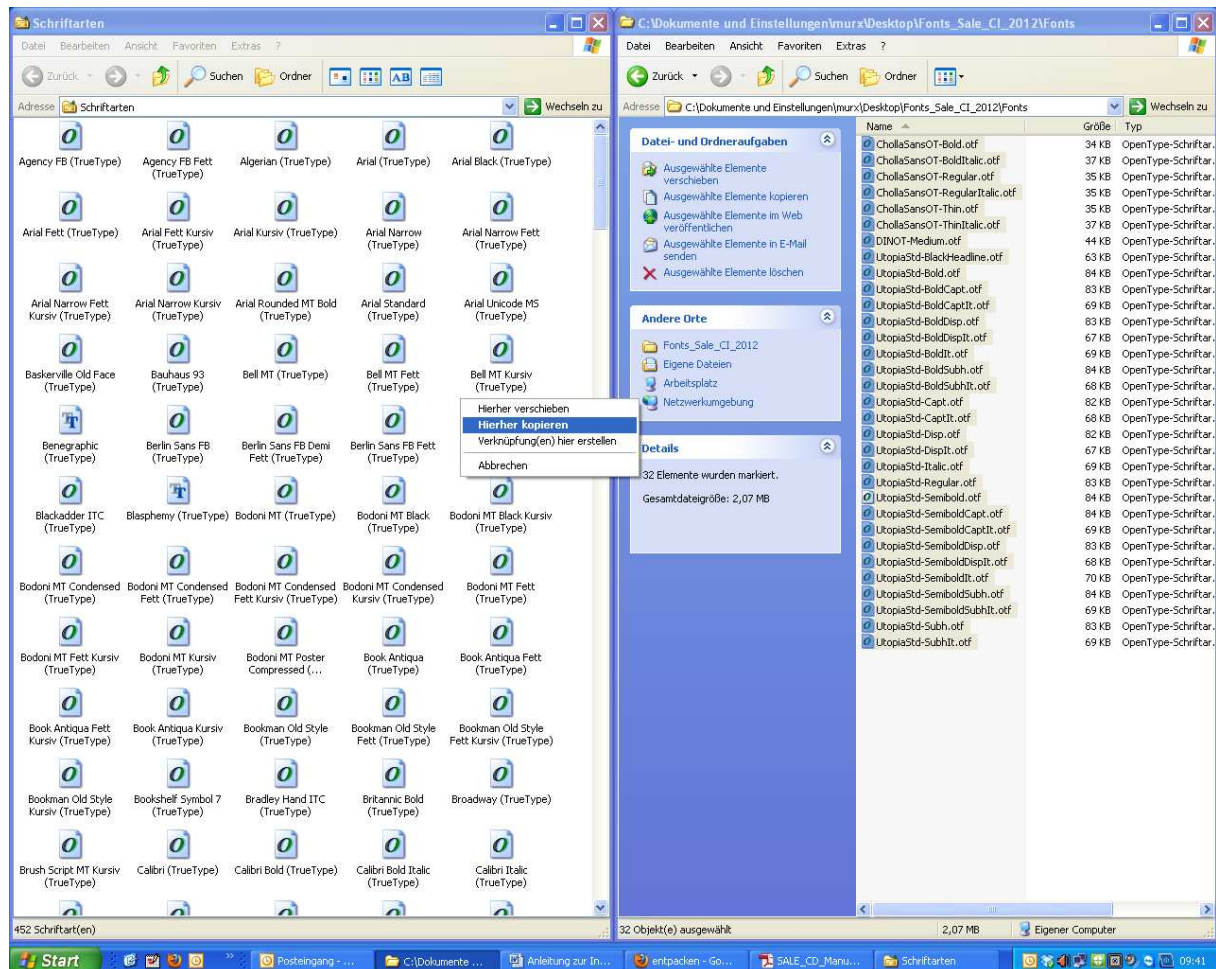 Schriftarten
Datei Bearbeiten Ansicht Favoriten Extras ?
Zurück Suchen Ordner
Adresse Schriftarten Wechseln zu
Agency FB (TrueType)
Agency FB Fett (TrueType)
Algerian (TrueType)
Arial (TrueType)
Arial Black (TrueType)
Arial Fett (TrueType)
Arial Fett Kursiv (TrueType)
Arial Kursiv (TrueType)
Arial Narrow (TrueType)
Arial Narrow Fett (TrueType)
Arial Narrow Fett Kursiv (TrueType)
Arial Narrow Kursiv (TrueType)
Arial Rounded MT Bold (TrueType)
Arial Standard (TrueType)
Arial Unicode MS (TrueType)
Baskerville Old Face (TrueType)
Bauhaus 93 (TrueType)
Bell MT (TrueType)
Bell MT Fett (TrueType)
Bell MT Kursiv (TrueType)
Benegraphic (TrueType)
Berlin Sans FB (TrueType)
Berlin Sans FB Demi Fett (TrueType)
Berlin Sans FB Fett (TrueType)
Hierher verschieben
Hierher kopieren
Verknüpfung(en) hier erstellen
Abbrechen
Blackadder ITC (TrueType)
Blasphemy (TrueType)
Bodoni MT (TrueType)
Bodoni MT Black (TrueType)
Bodoni MT Black Kursiv (TrueType)
Bodoni MT Condensed (TrueType)
Bodoni MT Condensed Fett (TrueType)
Bodoni MT Condensed Fett Kursiv (TrueType)
Bodoni MT Condensed Kursiv (TrueType)
Bodoni MT Fett (TrueType)
Bodoni MT Fett Kursiv (TrueType)
Bodoni MT Kursiv (TrueType)
Bodoni MT Poster Compressed (...
Book Antiqua (TrueType)
Book Antiqua Fett (TrueType)
Book Antiqua Fett Kursiv (TrueType)
Book Antiqua Kursiv (TrueType)
Bookman Old Style (TrueType)
Bookman Old Style Fett (TrueType)
Bookman Old Style Fett Kursiv (TrueType)
Bookman Old Style Kursiv (TrueType)
Bookshelf Symbol 7 (TrueType)
Bradley Hand ITC (TrueType)
Britannic Bold (TrueType)
Broadway (TrueType)
Brush Script MT Kursiv (TrueType)
Calibri (TrueType)
Calibri Bold (TrueType)
Calibri Bold Italic (TrueType)
Calibri Italic (TrueType)
452 Schriftart(en)
C:\Dokumente und Einstellungen\murx\Desktop\Fonts_Sale_CI_2012\Fonts
Datei Bearbeiten Ansicht Favoriten Extras ?
Zurück Suchen Ordner
Adresse C:\Dokumente und Einstellungen\murx\Desktop\Fonts_Sale_CI_2012\Fonts Wechseln zu
Datei- und Ordneraufgaben
Ausgewählte Elemente verschieben
Ausgewählte Elemente kopieren
Ausgewählte Elemente im Web veröffentlichen
Ausgewählte Elemente in E-Mail senden
Ausgewählte Elemente löschen
Andere Orte
Fonts_Sale_CI_2012
Eigene Dateien
Arbeitsplatz
Netzwerkumgebung
Details
32 Elemente wurden markiert.
Gesamtdateigröße: 2,07 MB
Name Größe Typ
ChollaSansOT-Bold.otf 34 KB OpenType-Schriftar.
ChollaSansOT-BoldItalic.otf 37 KB OpenType-Schriftar.
ChollaSansOT-Regular.otf 35 KB OpenType-Schriftar.
ChollaSansOT-RegularItalic.otf 35 KB OpenType-Schriftar.
ChollaSansOT-Thin.otf 35 KB OpenType-Schriftar.
ChollaSansOT-ThinItalic.otf 37 KB OpenType-Schriftar.
DINOT-Medium.otf 44 KB OpenType-Schriftar.
UtopiaStd-BlackHeadline.otf 63 KB OpenType-Schriftar.
UtopiaStd-Bold.otf 84 KB OpenType-Schriftar.
UtopiaStd-BoldCapt.otf 83 KB OpenType-Schriftar.
UtopiaStd-BoldCaptIt.otf 69 KB OpenType-Schriftar.
UtopiaStd-BoldDisp.otf 83 KB OpenType-Schriftar.
UtopiaStd-BoldDispIt.otf 67 KB OpenType-Schriftar.
UtopiaStd-BoldIt.otf 69 KB OpenType-Schriftar.
UtopiaStd-BoldSubh.otf 84 KB OpenType-Schriftar.
UtopiaStd-BoldSubhIt.otf 68 KB OpenType-Schriftar.
UtopiaStd-Capt.otf 82 KB OpenType-Schriftar.
UtopiaStd-CaptIt.otf 68 KB OpenType-Schriftar.
UtopiaStd-Disp.otf 82 KB OpenType-Schriftar.
UtopiaStd-DispIt.otf 67 KB OpenType-Schriftar.
UtopiaStd-Italic.otf 69 KB OpenType-Schriftar.
UtopiaStd-Regular.otf 83 KB OpenType-Schriftar.
UtopiaStd-Semibold.otf 84 KB OpenType-Schriftar.
UtopiaStd-SemiboldCapt.otf 84 KB OpenType-Schriftar.
UtopiaStd-SemiboldCaptIt.otf 69 KB OpenType-Schriftar.
UtopiaStd-SemiboldDisp.otf 83 KB OpenType-Schriftar.
UtopiaStd-SemiboldDispIt.otf 68 KB OpenType-Schriftar.
UtopiaStd-SemiboldIt.otf 70 KB OpenType-Schriftar.
UtopiaStd-SemiboldSubh.otf 84 KB OpenType-Schriftar.
UtopiaStd-SemiboldSubhIt.otf 69 KB OpenType-Schriftar.
UtopiaStd-Subh.otf 83 KB OpenType-Schriftar.
UtopiaStd-SubhIt.otf 69 KB OpenType-Schriftar.
32 Objekt(e) ausgewählt 2,07 MB Eigener Computer
Start Posteingang - ... C:\Dokumente ... Anleitung zur In... entpacken - Go... SALE_CD_Manu... Schriftarten 09:41